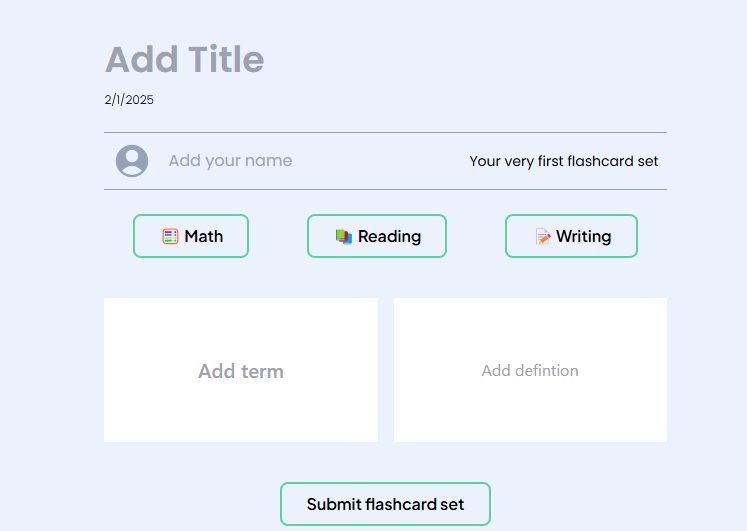 Add Title
2/1/2025
Add your name
Your very first flashcard set
Math
Reading
Writing
Add term
Add defintion
Submit flashcard set